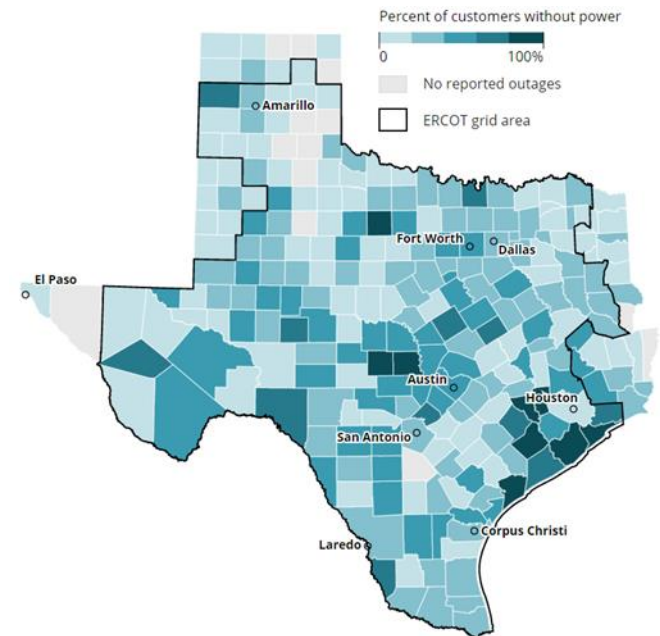 Percent of customers without power
0 100%
No reported outages
ERCOT grid area
Amarillo
Fort Worth
Dallas
El Paso
Austin
Houston
San Antonio
Corpus Christi
Laredo